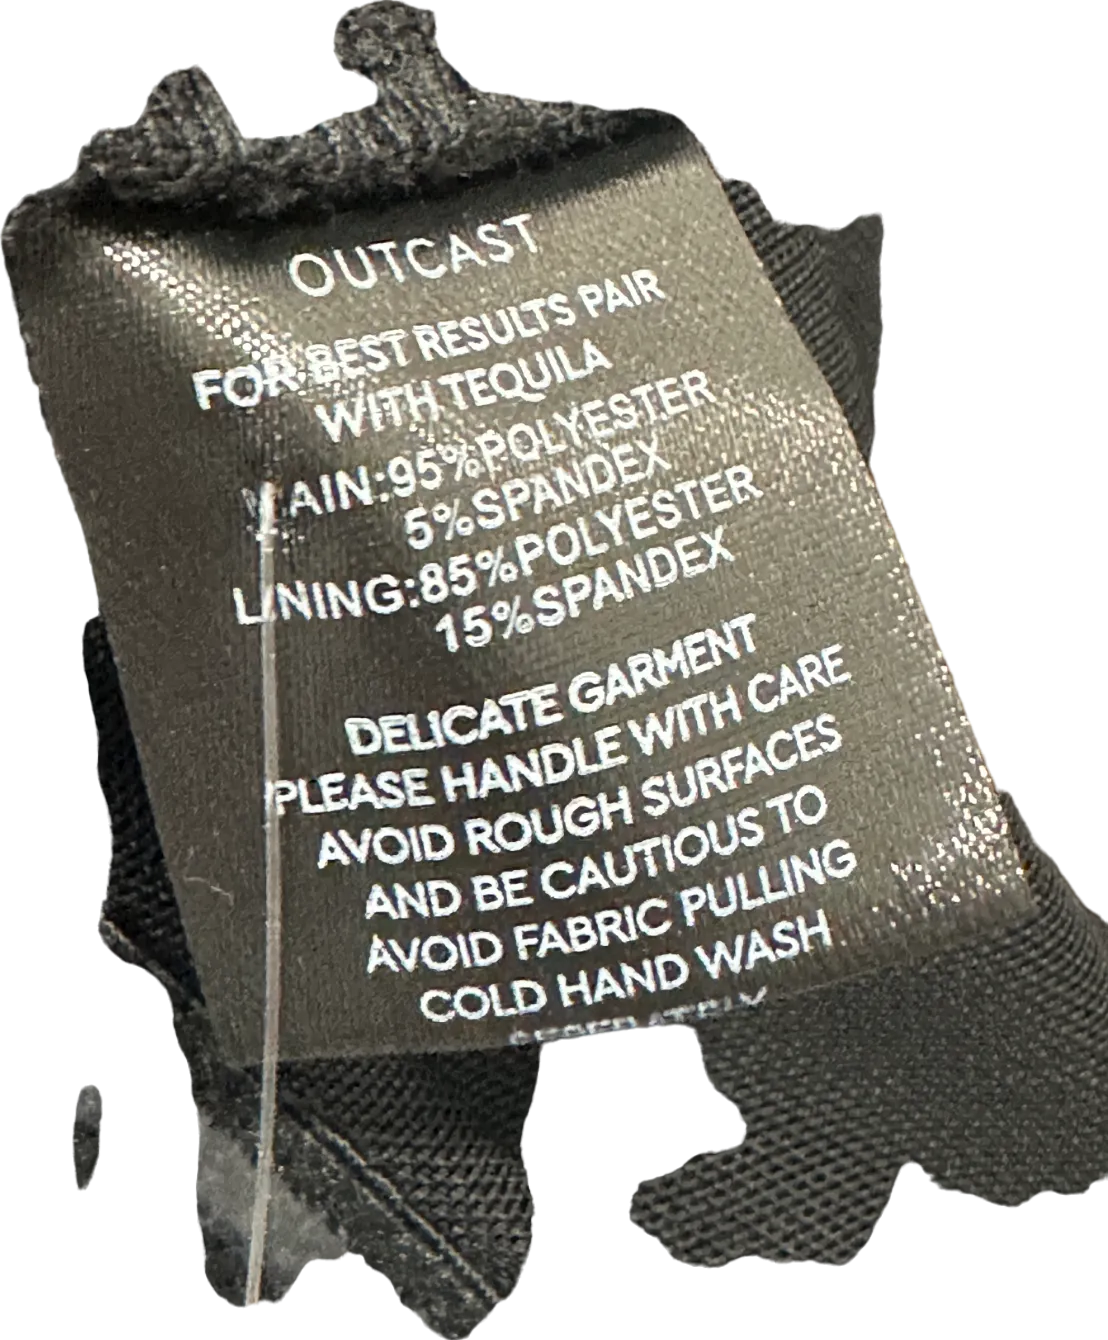 OUTCAST
FOR BEST RESULTS PAIR
WITH TEQUILA
MAIN:95%POLYESTER
5%SPANDEX
LINING:85%POLYESTER
15%SPANDEX
DELICATE GARMENT
PLEASE HANDLE WITH CARE
AVOID ROUGH SURFACES
AND BE CAUTIOUS TO
AVOID FABRIC PULLING
COLD HAND WASH